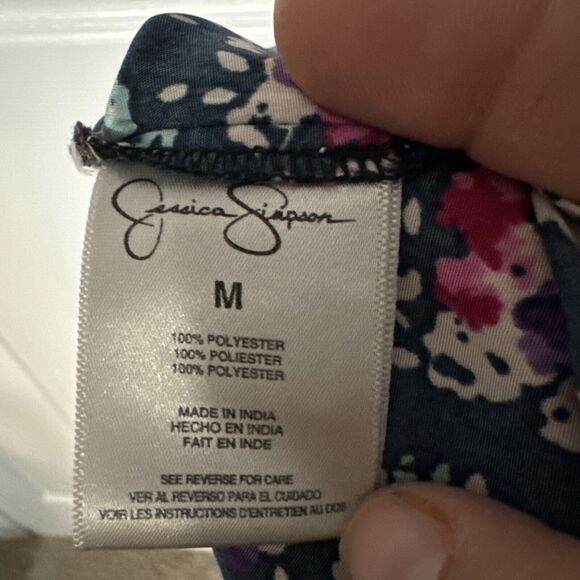 Jessica Simpson
M
100% POLYESTER
100% POLIESTER
100% POLYESTER
MADE IN INDIA
HECHO EN INDIA
FAIT EN INDE
SEE REVERSE FOR CARE
VER AL REVERSO PARA EL CUIDADO
VOIR LES INSTRUCTIONS D'ENTRETIEN AU DOS